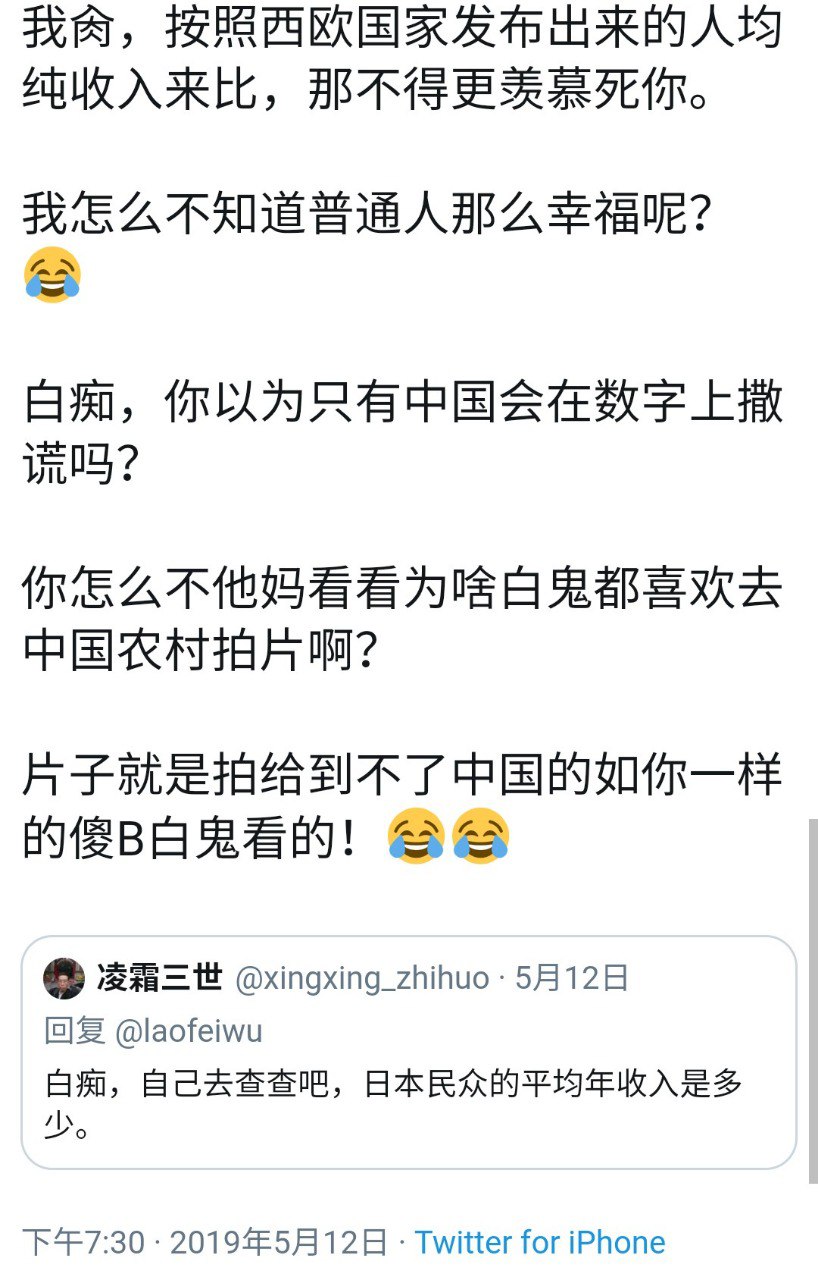 我肏，按照西欧国家发布出来的人均
纯收入来比，那不得更羡慕死你。
我怎么不知道普通人那么幸福呢？
😂
白痴，你以为只有中国会在数字上撒
谎吗？
你怎么不他妈看看为啥白鬼都喜欢去
中国农村拍片啊？
片子就是拍给到不了中国的如你一样
的傻B白鬼看的！😂😂
凌霜三世 @xingxing_zhihuo · 5月12日
回复 @laofeiwu
白痴，自己去查查吧，日本民众的平均年收入是多
少。
下午7:30 · 2019年5月12日 · Twitter for iPhone